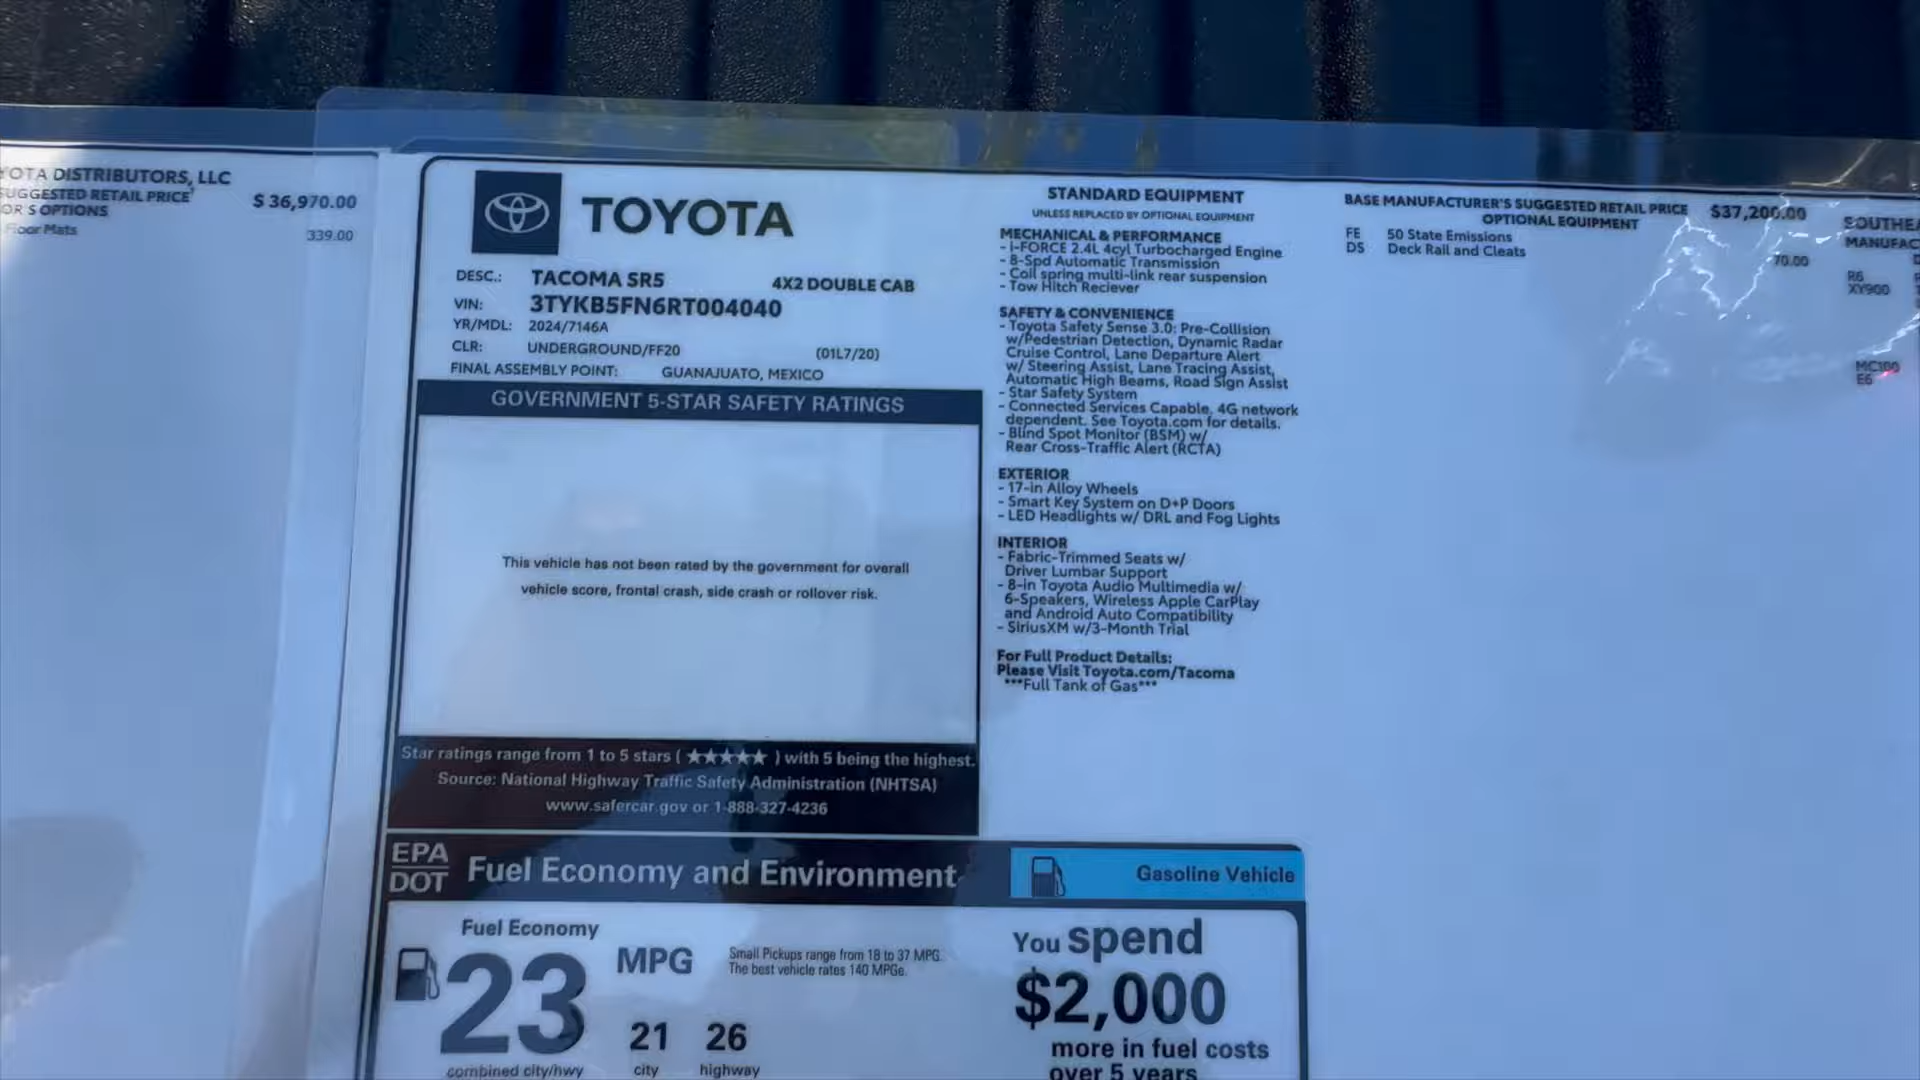 OTA DISTRIBUTORS, LLC
SUGGESTED RETAIL PRICE $ 36,970.00
OR S OPTIONS
Floor Mats 339.00
TOYOTA
DESC.: TACOMA SR5 4X2 DOUBLE CAB
VIN: 3TYKB5FN6RT004040
YR/MDL: 2024/7146A
CLR: UNDERGROUND/FF20 (01L7/20)
FINAL ASSEMBLY POINT: GUANAJUATO, MEXICO
GOVERNMENT 5-STAR SAFETY RATINGS
This vehicle has not been rated by the government for overall
vehicle score, frontal crash, side crash or rollover risk.
Star ratings range from 1 to 5 stars ( ★★★★★ ) with 5 being the highest.
Source: National Highway Traffic Safety Administration (NHTSA)
www.safercar.gov or 1-888-327-4236
STANDARD EQUIPMENT
UNLESS REPLACED BY OPTIONAL EQUIPMENT
MECHANICAL & PERFORMANCE
- i-FORCE 2.4L 4cyl Turbocharged Engine
- 8-Spd Automatic Transmission
- Coil spring multi-link rear suspension
- Tow Hitch Reciever
SAFETY & CONVENIENCE
- Toyota Safety Sense 3.0: Pre-Collision
w/Pedestrian Detection, Dynamic Radar
Cruise Control, Lane Departure Alert
w/ Steering Assist, Lane Tracing Assist,
Automatic High Beams, Road Sign Assist
- Star Safety System
- Connected Services Capable, 4G network
dependent. See Toyota.com for details.
- Blind Spot Monitor (BSM) w/
Rear Cross-Traffic Alert (RCTA)
EXTERIOR
- 17-in Alloy Wheels
- Smart Key System on D+P Doors
- LED Headlights w/ DRL and Fog Lights
INTERIOR
- Fabric-Trimmed Seats w/
Driver Lumbar Support
- 8-in Toyota Audio Multimedia w/
6-Speakers, Wireless Apple CarPlay
and Android Auto Compatibility
- SiriusXM w/3-Month Trial
For Full Product Details:
Please Visit Toyota.com/Tacoma
***Full Tank of Gas***
BASE MANUFACTURER'S SUGGESTED RETAIL PRICE $37,200.00
OPTIONAL EQUIPMENT
FE 50 State Emissions
DS Deck Rail and Cleats 70.00
SOUTHEA
MANUFAC
R6
XY900
MC100
E6
EPA
DOT
Fuel Economy and Environment
Gasoline Vehicle
Fuel Economy
23 MPG
combined city/hwy
21 city
26 highway
Small Pickups range from 18 to 37 MPG.
The best vehicle rates 140 MPGe.
You spend
$2,000
more in fuel costs
over 5 years